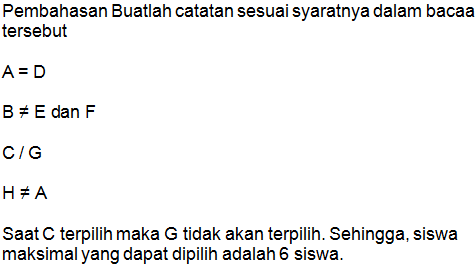 Pembahasan Buatlah catatan sesuai syaratnya dalam bacaa
tersebut
A = D
B ≠ E dan F
C / G
H ≠ A
Saat C terpilih maka G tidak akan terpilih. Sehingga, siswa
maksimal yang dapat dipilih adalah 6 siswa.